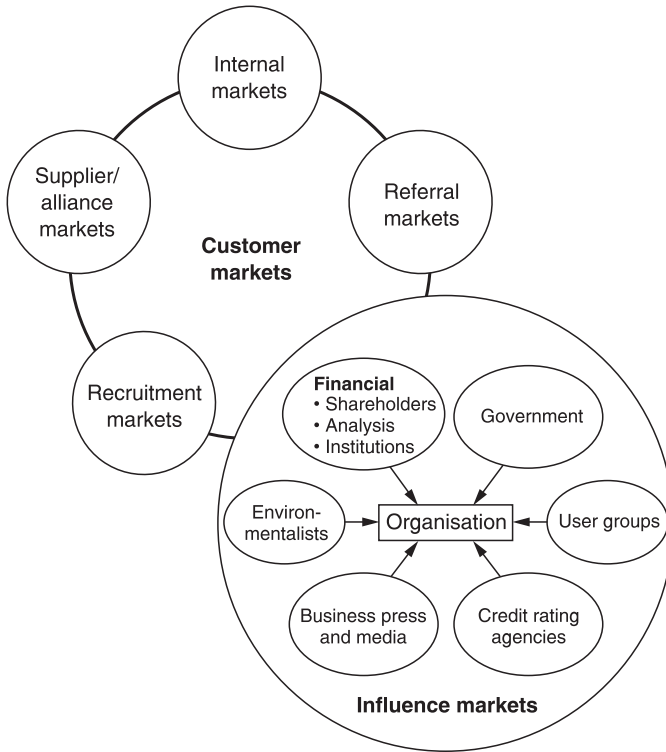 Internal
markets
Supplier/
alliance
markets
Referral
markets
Customer
markets
Recruitment
markets
Financial
• Shareholders
• Analysis
• Institutions
Government
Environ-
mentalists
Organisation
User groups
Business press
and media
Credit rating
agencies
Influence markets